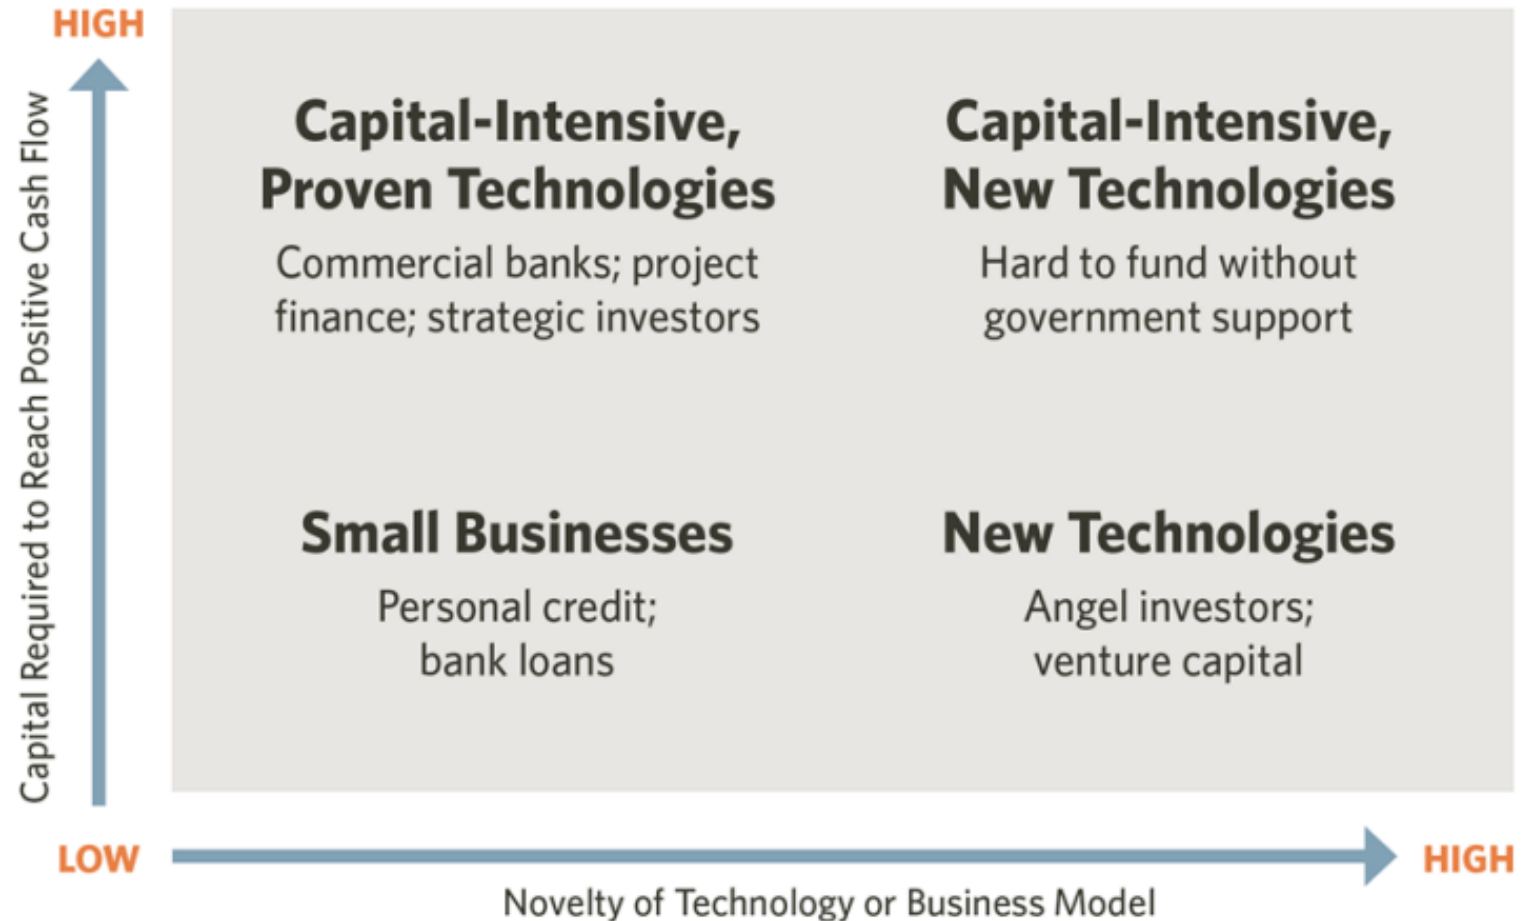 HIGH
Capital Required to Reach Positive Cash Flow
Capital-Intensive,
Proven Technologies
Commercial banks; project
finance; strategic investors
Capital-Intensive,
New Technologies
Hard to fund without
government support
Small Businesses
Personal credit;
bank loans
New Technologies
Angel investors;
venture capital
LOW
HIGH
Novelty of Technology or Business Model